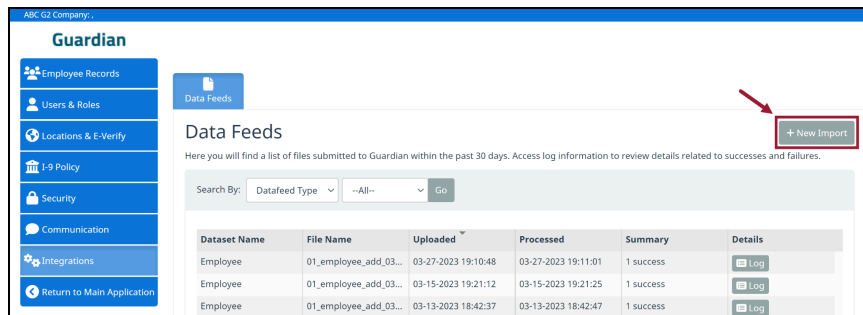 ABC G2 Company: ,
Guardian
Employee Records
Users & Roles
Locations & E-Verify
I-9 Policy
Security
Communication
Integrations
Return to Main Application
Data Feeds
Data Feeds
+ New Import
Here you will find a list of files submitted to Guardian within the past 30 days. Access log information to review details related to successes and failures.
Search By: Datafeed Type --All-- Go
Dataset Name File Name Uploaded Processed Summary Details
Employee 01_employee_add_03... 03-27-2023 19:10:48 03-27-2023 19:11:01 1 success Log
Employee 01_employee_add_03... 03-15-2023 19:21:12 03-15-2023 19:21:25 1 success Log
Employee 01_employee_add_03... 03-13-2023 18:42:37 03-13-2023 18:42:47 1 success Log